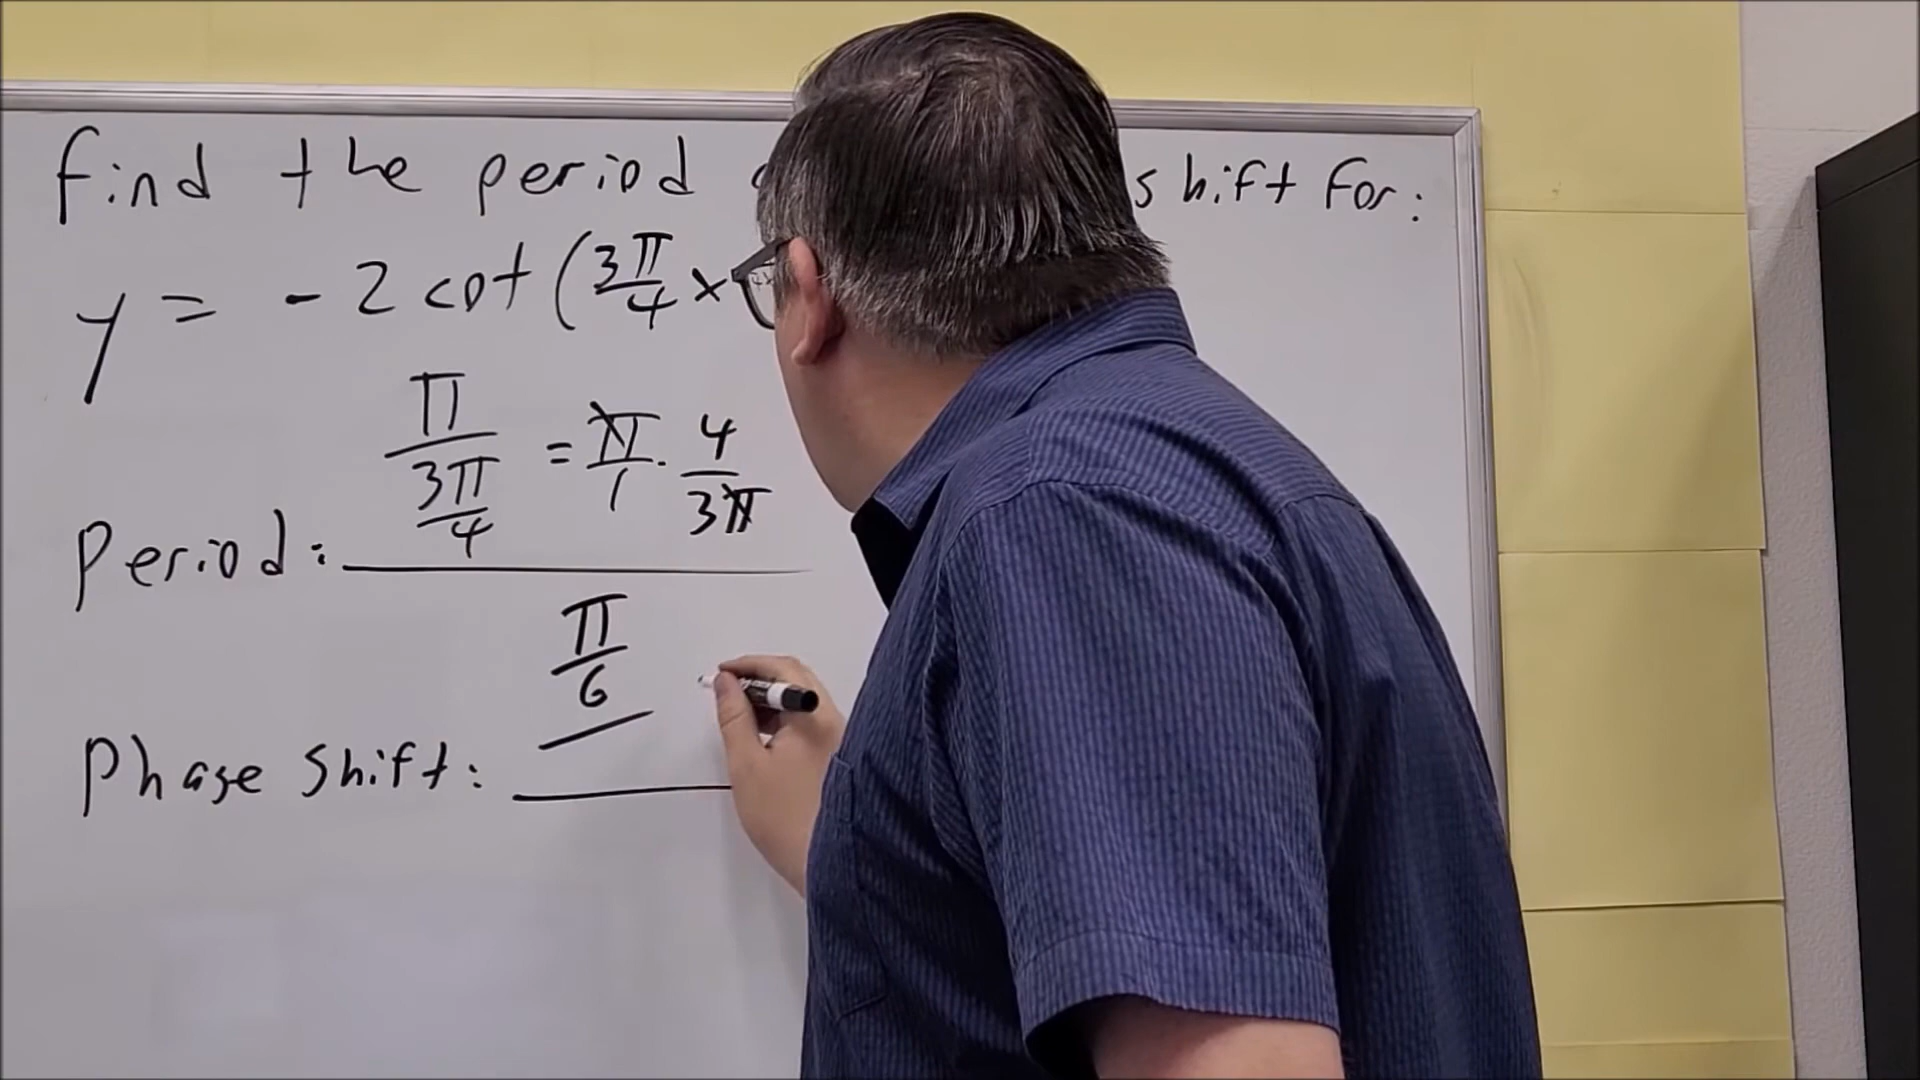 find the period shift for:
y = -2 cot (3π/4 x
π/(3π/4) = π/1 · 4/3π
Period:
π/6
Phase shift: